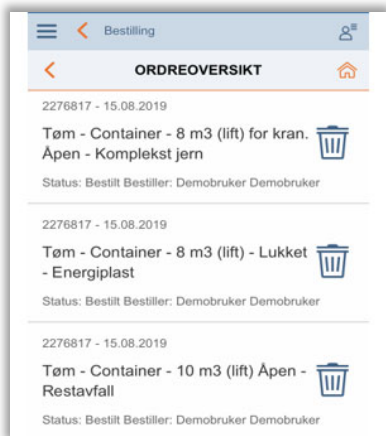 Bestilling
ORDREOVERSIKT
2276817 - 15.08.2019
Tøm - Container - 8 m3 (lift) for kran.
Åpen - Komplekst jern
Status: Bestilt Bestiller: Demobruker Demobruker
2276817 - 15.08.2019
Tøm - Container - 8 m3 (lift) - Lukket
- Energiplast
Status: Bestilt Bestiller: Demobruker Demobruker
2276817 - 15.08.2019
Tøm - Container - 10 m3 (lift) Åpen -
Restavfall
Status: Bestilt Bestiller: Demobruker Demobruker